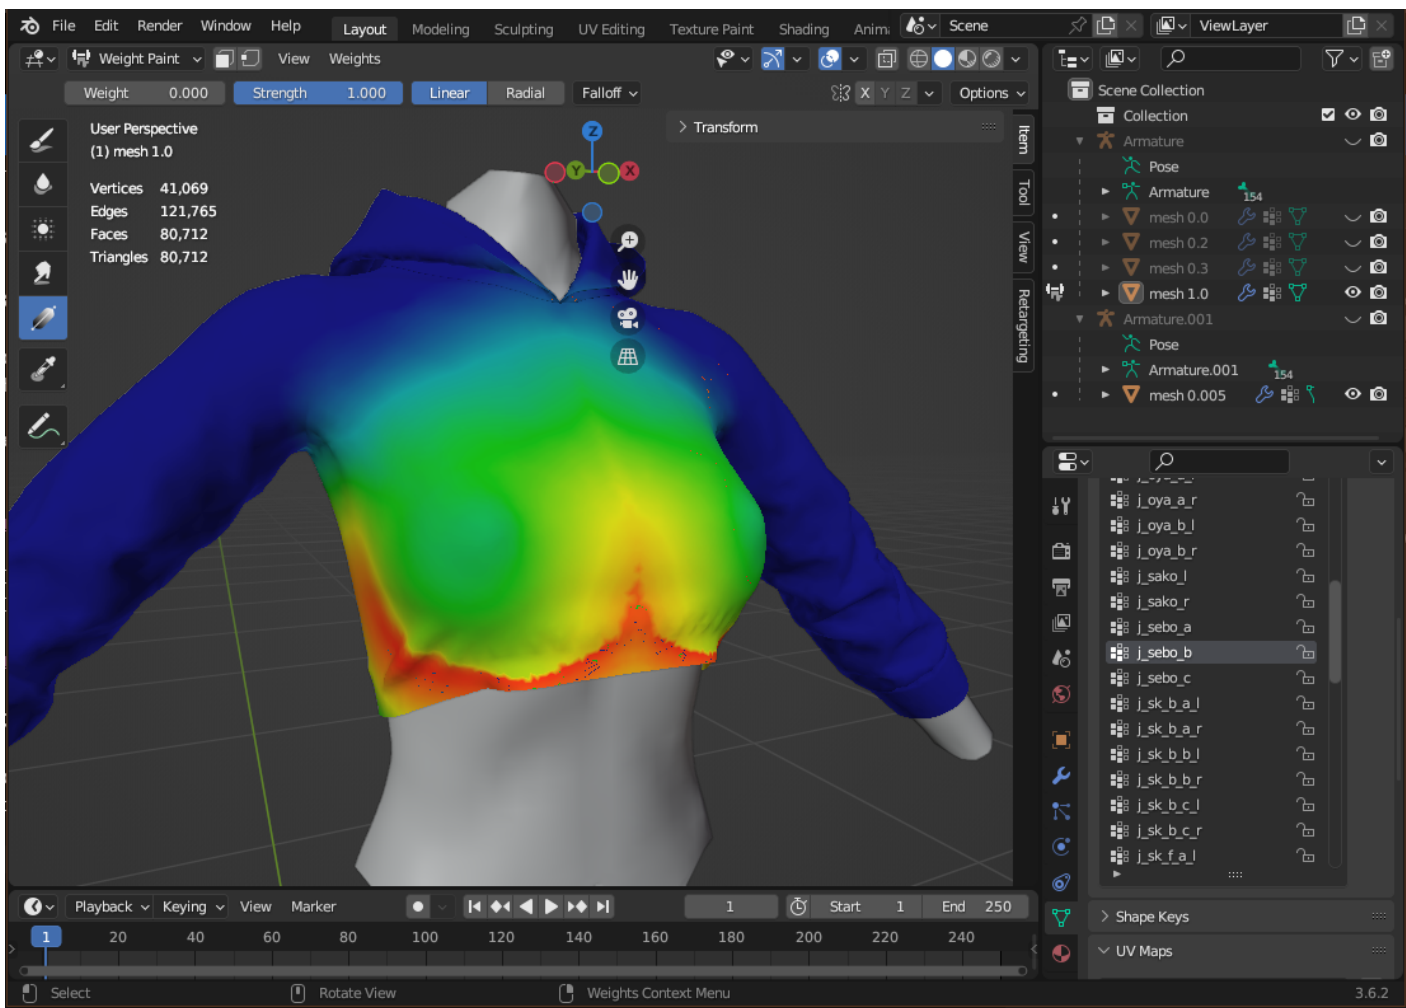 File Edit Render Window Help Layout Modeling Sculpting UV Editing Texture Paint Shading Anim Scene ViewLayer
Weight Paint View Weights
Weight 0.000 Strength 1.000 Linear Radial Falloff X Y Z Options
User Perspective
(1) mesh 1.0
Vertices 41,069
Edges 121,765
Faces 80,712
Triangles 80,712
Transform
Z
Y
X
Item
Tool
View
Retargeting
Scene Collection
Collection
Armature
Pose
Armature 154
mesh 0.0
mesh 0.2
mesh 0.3
mesh 1.0
Armature.001
Pose
Armature.001 154
mesh 0.005
j_oya_a_r
j_oya_b_l
j_oya_b_r
j_sako_l
j_sako_r
j_sebo_a
j_sebo_b
j_sebo_c
j_sk_b_a_l
j_sk_b_a_r
j_sk_b_b_l
j_sk_b_b_r
j_sk_b_c_l
j_sk_b_c_r
j_sk_f_a_l
Shape Keys
UV Maps
Playback Keying View Marker 1 Start 1 End 250
1 20 40 60 80 100 120 140 160 180 200 220 240
Select Rotate View Weights Context Menu 3.6.2